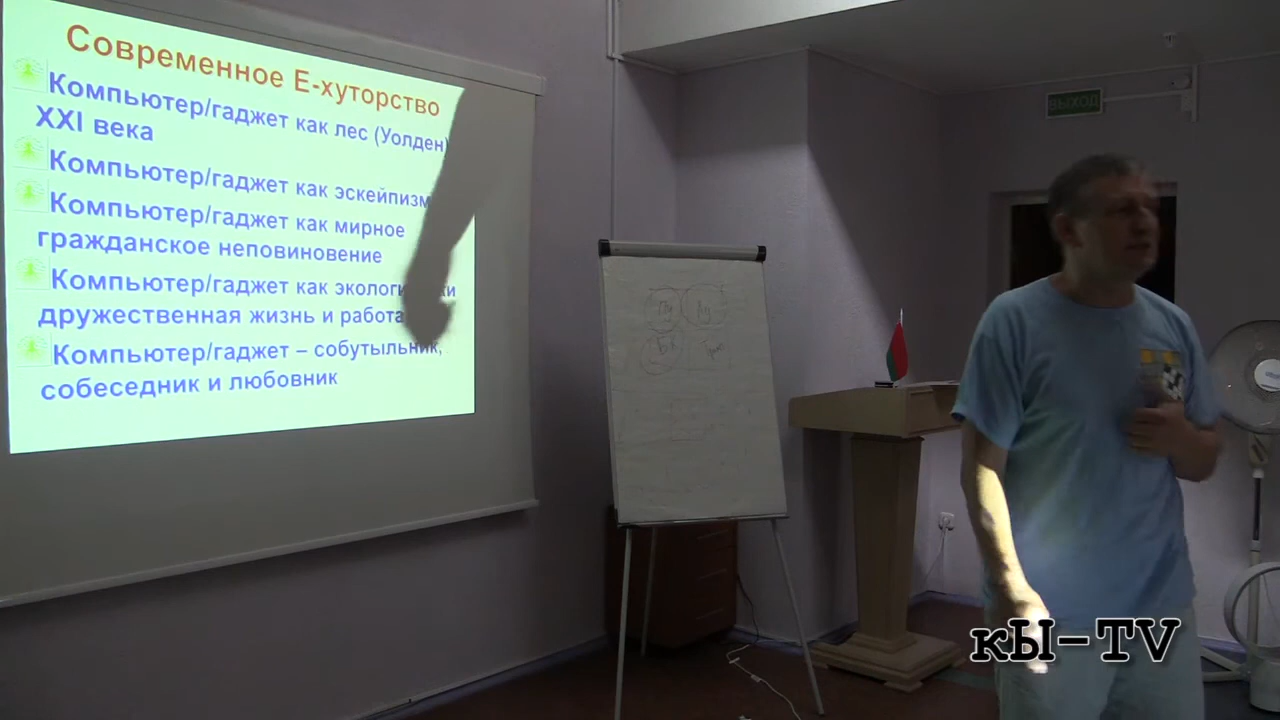 Современное Е-хуторство
Компьютер/гаджет как лес (Уолден)
XXI века
Компьютер/гаджет как эскейпизм
Компьютер/гаджет как мирное
гражданское неповиновение
Компьютер/гаджет как экологи ки
дружественная жизнь и работа
Компьютер/гаджет – собутыльник,
собеседник и любовник
ВЫХОД
кЫ-TV